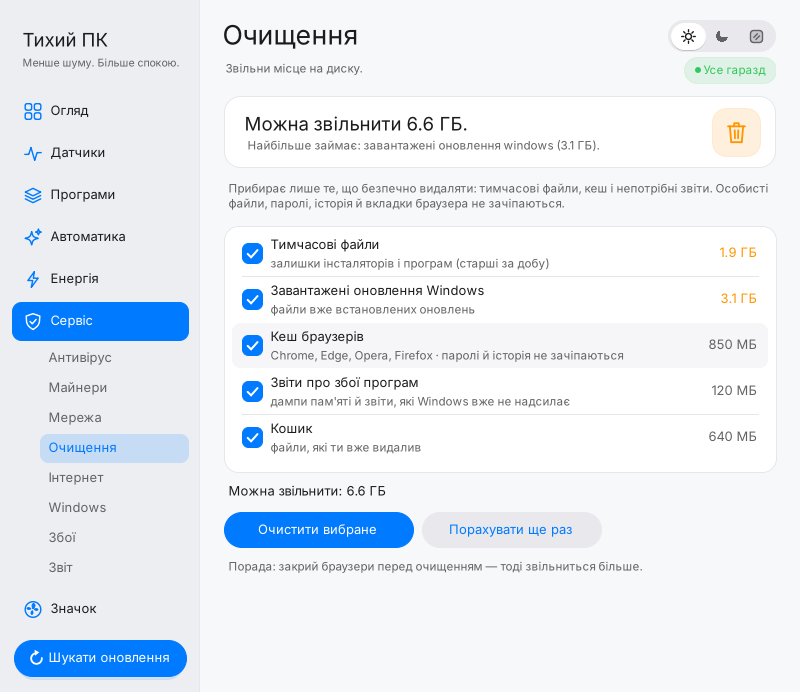 Тихий ПК
Менше шуму. Більше спокою.
Огляд
Датчики
Програми
Автоматика
Енергія
Сервіс
Антивірус
Майнери
Мережа
Очищення
Інтернет
Windows
Збої
Звіт
Значок
Шукати оновлення
Очищення
Звільни місце на диску.
Усе гаразд
Можна звільнити 6.6 ГБ.
Найбільше займає: завантажені оновлення windows (3.1 ГБ).
Прибирає лише те, що безпечно видаляти: тимчасові файли, кеш і непотрібні звіти. Особисті
файли, паролі, історія й вкладки браузера не зачіпаються.
Тимчасові файли
залишки інсталяторів і програм (старші за добу)
1.9 ГБ
Завантажені оновлення Windows
файли вже встановлених оновлень
3.1 ГБ
Кеш браузерів
Chrome, Edge, Opera, Firefox · паролі й історія не зачіпаються
850 МБ
Звіти про збої програм
дампи пам'яті й звіти, які Windows вже не надсилає
120 МБ
Кошик
файли, які ти вже видалив
640 МБ
Можна звільнити: 6.6 ГБ
Очистити вибране
Порахувати ще раз
Порада: закрий браузери перед очищенням — тоді звільниться більше.